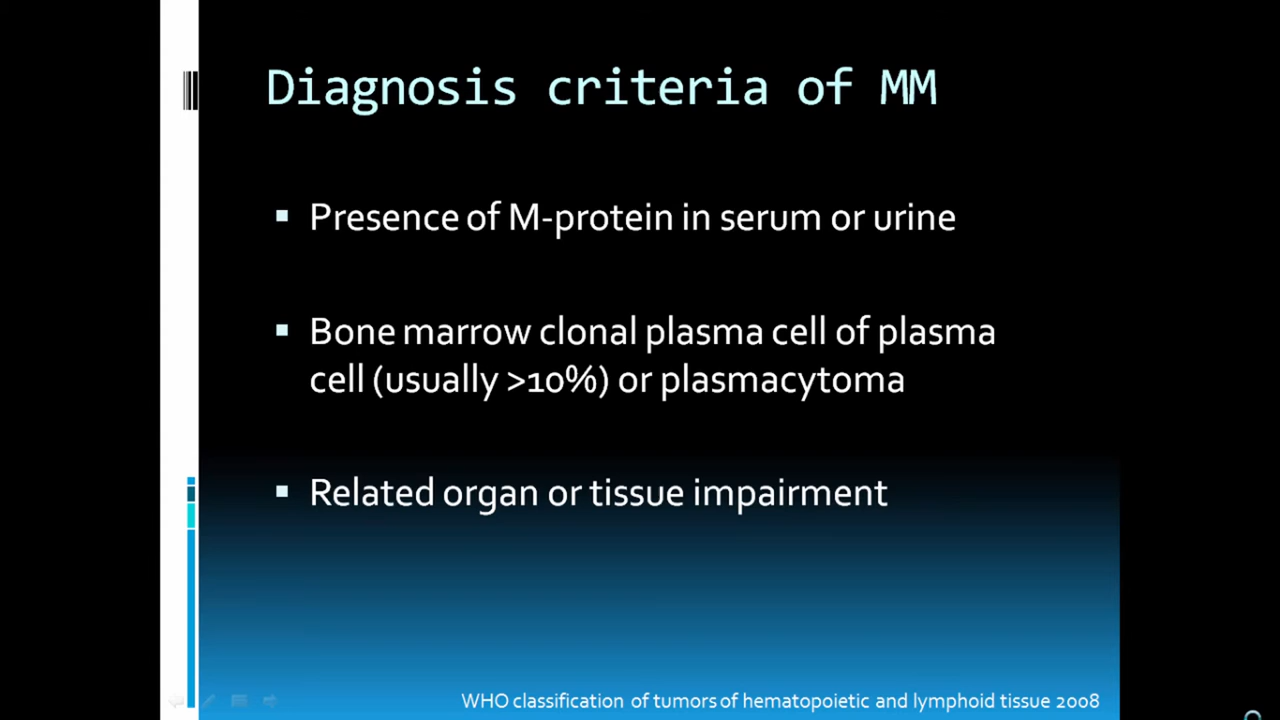 Diagnosis criteria of MM
▪ Presence of M-protein in serum or urine
▪ Bone marrow clonal plasma cell of plasma
cell (usually >10%) or plasmacytoma
▪ Related organ or tissue impairment
WHO classification of tumors of hematopoietic and lymphoid tissue 2008